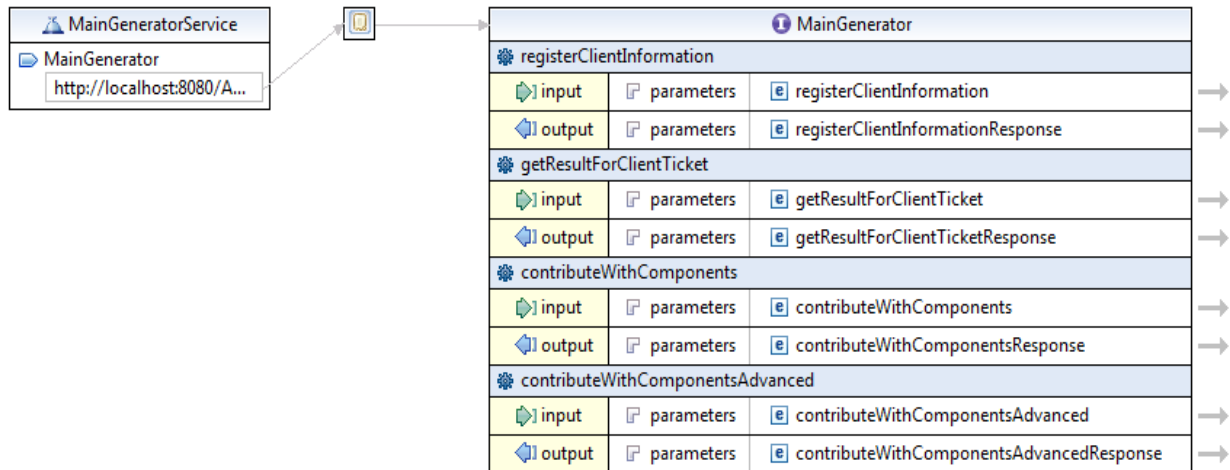 MainGeneratorService
MainGenerator
http://localhost:8080/A...
MainGenerator
registerClientInformation
input parameters e registerClientInformation
output parameters e registerClientInformationResponse
getResultForClientTicket
input parameters e getResultForClientTicket
output parameters e getResultForClientTicketResponse
contributeWithComponents
input parameters e contributeWithComponents
output parameters e contributeWithComponentsResponse
contributeWithComponentsAdvanced
input parameters e contributeWithComponentsAdvanced
output parameters e contributeWithComponentsAdvancedResponse